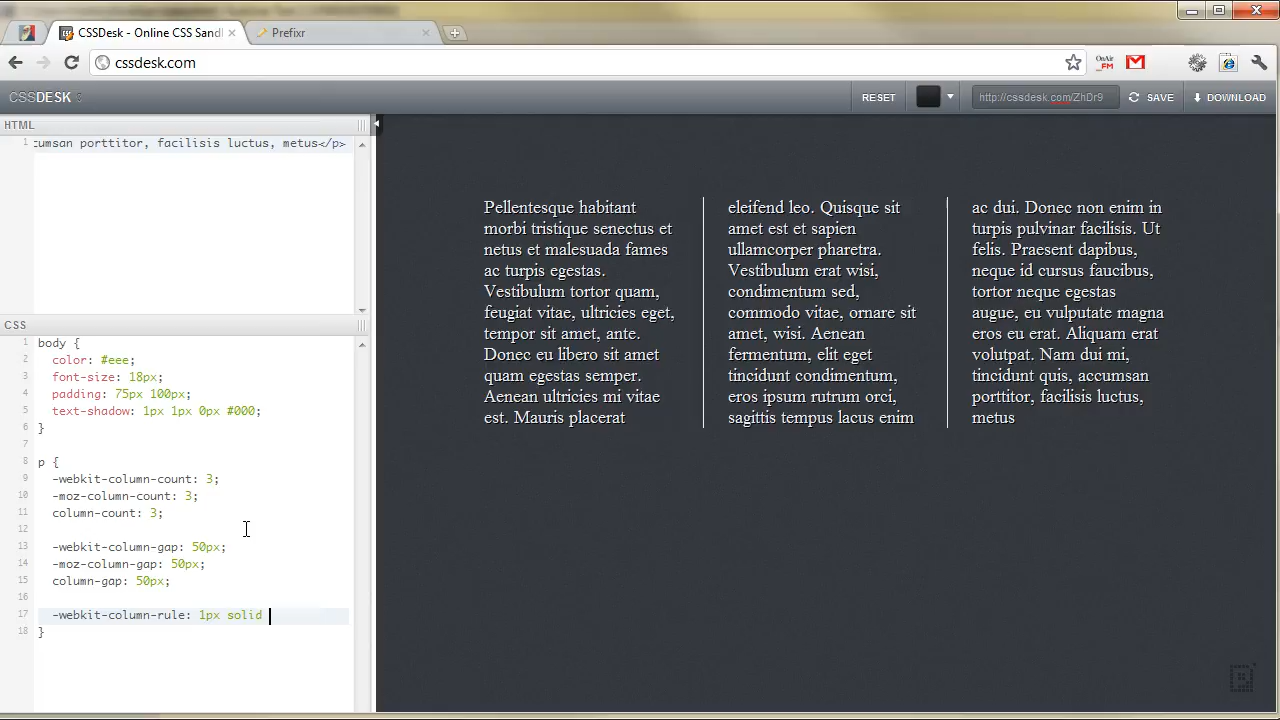 CSSDesk - Online CSS Sand
Prefixr
cssdesk.com
OnAir
FM
CSSDESK
RESET
http://cssdesk.com/ZhDr9
SAVE
DOWNLOAD
HTML
1 cumsan porttitor, facilisis luctus, metus</p>
CSS
1 body {
2 color: #eee;
3 font-size: 18px;
4 padding: 75px 100px;
5 text-shadow: 1px 1px 0px #000;
6 }
7
8 p {
9 -webkit-column-count: 3;
10 -moz-column-count: 3;
11 column-count: 3;
12
13 -webkit-column-gap: 50px;
14 -moz-column-gap: 50px;
15 column-gap: 50px;
16
17 -webkit-column-rule: 1px solid
18 }
Pellentesque habitant
morbi tristique senectus et
netus et malesuada fames
ac turpis egestas.
Vestibulum tortor quam,
feugiat vitae, ultricies eget,
tempor sit amet, ante.
Donec eu libero sit amet
quam egestas semper.
Aenean ultricies mi vitae
est. Mauris placerat
eleifend leo. Quisque sit
amet est et sapien
ullamcorper pharetra.
Vestibulum erat wisi,
condimentum sed,
commodo vitae, ornare sit
amet, wisi. Aenean
fermentum, elit eget
tincidunt condimentum,
eros ipsum rutrum orci,
sagittis tempus lacus enim
ac dui. Donec non enim in
turpis pulvinar facilisis. Ut
felis. Praesent dapibus,
neque id cursus faucibus,
tortor neque egestas
augue, eu vulputate magna
eros eu erat. Aliquam erat
volutpat. Nam dui mi,
tincidunt quis, accumsan
porttitor, facilisis luctus,
metus